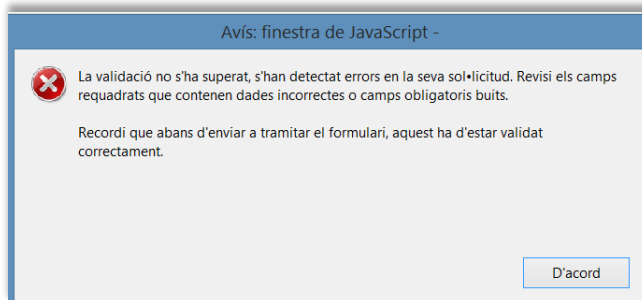 Avís: finestra de JavaScript -
La validació no s'ha superat, s'han detectat errors en la seva sol•licitud. Revisi els camps
requadrats que contenen dades incorrectes o camps obligatoris buits.
Recordi que abans d'enviar a tramitar el formulari, aquest ha d'estar validat
correctament.
D'acord